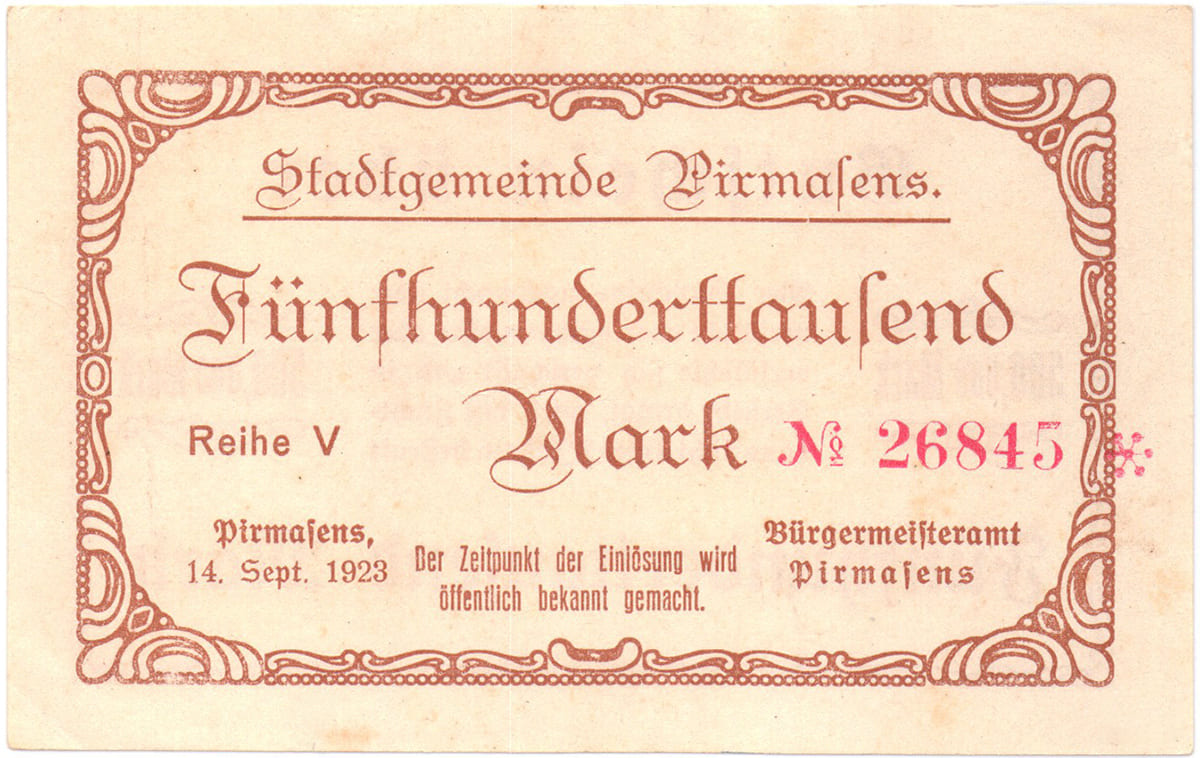 Stadtgemeinde Pirmaſens.
Fünfhunderttauſend
Mark
Reihe V
№ 26845
Pirmaſens,
14. Sept. 1923
Der Zeitpunkt der Einlösung wird
öffentlich bekannt gemacht.
Bürgermeiſteramt
Pirmaſens